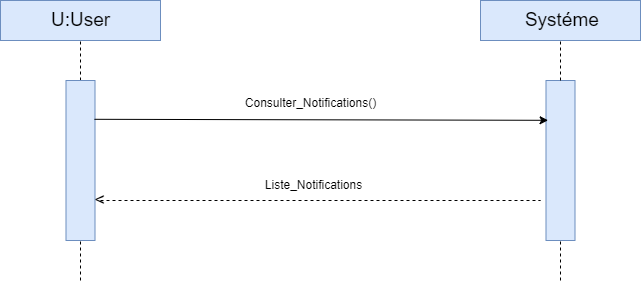 U:User
Systéme
Consulter_Notifications()
Liste_Notifications